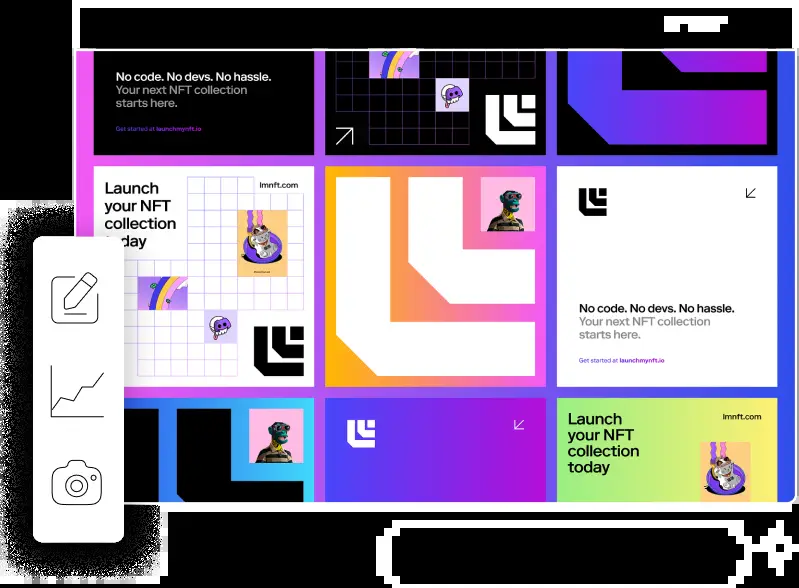 No code. No devs. No hassle.
Your next NFT collection
starts here.
Get started at launchmynft.io
Launch
your NFT
collection
today
lmnft.com
No code. No devs. No hassle.
Your next NFT collection
starts here.
Get started at launchmynft.io
Launch
your NFT
collection
today
lmnft.com